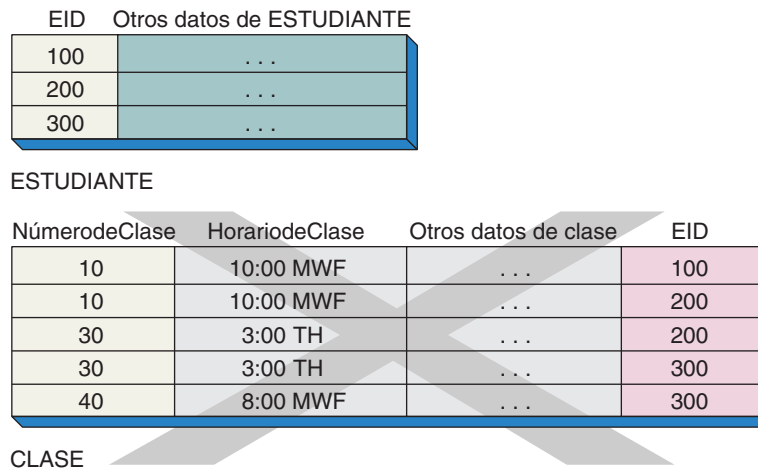 EID Otros datos de ESTUDIANTE
100 . . .
200 . . .
300 . . .
ESTUDIANTE
NúmerodeClase HorariodeClase Otros datos de clase EID
10 10:00 MWF . . . 100
10 10:00 MWF . . . 200
30 3:00 TH . . . 200
30 3:00 TH . . . 300
40 8:00 MWF . . . 300
CLASE